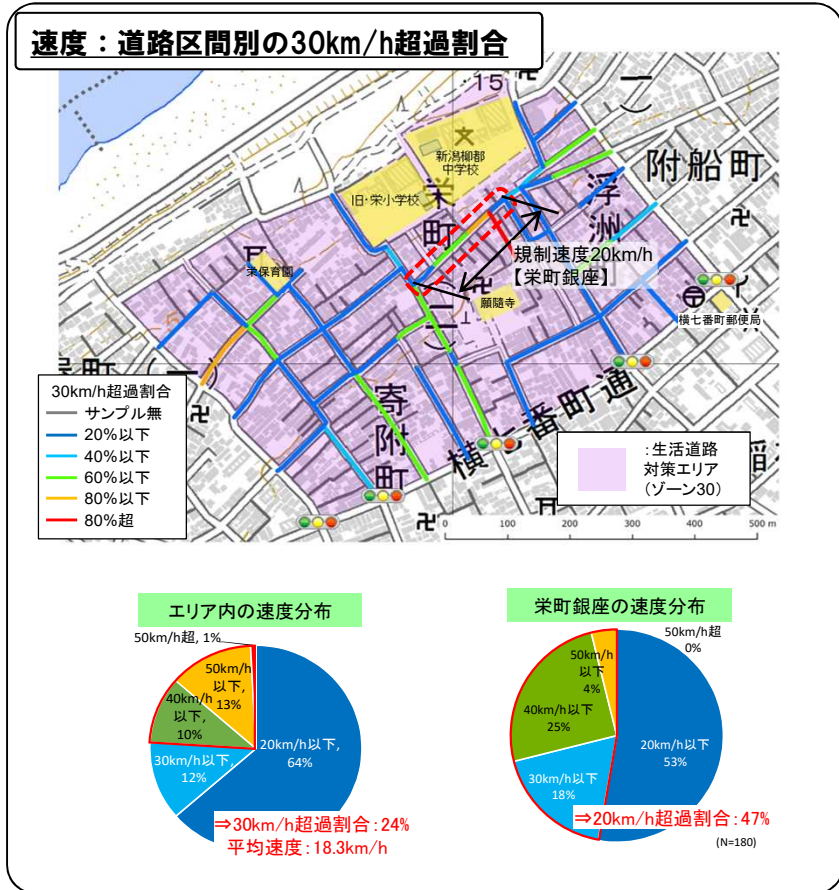 速度：道路区間別の30km/h超過割合
15
新潟柳都
中学校
旧・栄小学校
栄町
浮洲
附船町
規制速度20km/h
【栄町銀座】
栄保育園
願随寺
(二)
横七番町郵便局
寄附町
横七番町通
30km/h超過割合
サンプル無
20%以下
40%以下
60%以下
80%以下
80%超
:生活道路
対策エリア
(ゾーン30)
0 100 200 300 400 500 m
エリア内の速度分布
50km/h超, 1%
50km/h
以下,
13%
40km/h
以下,
10%
30km/h以下,
12%
20km/h以下,
64%
⇒30km/h超過割合:24%
平均速度:18.3km/h
栄町銀座の速度分布
50km/h超
0%
50km/h
以下
4%
40km/h以下
25%
30km/h以下
18%
20km/h以下
53%
⇒20km/h超過割合:47%
(N=180)